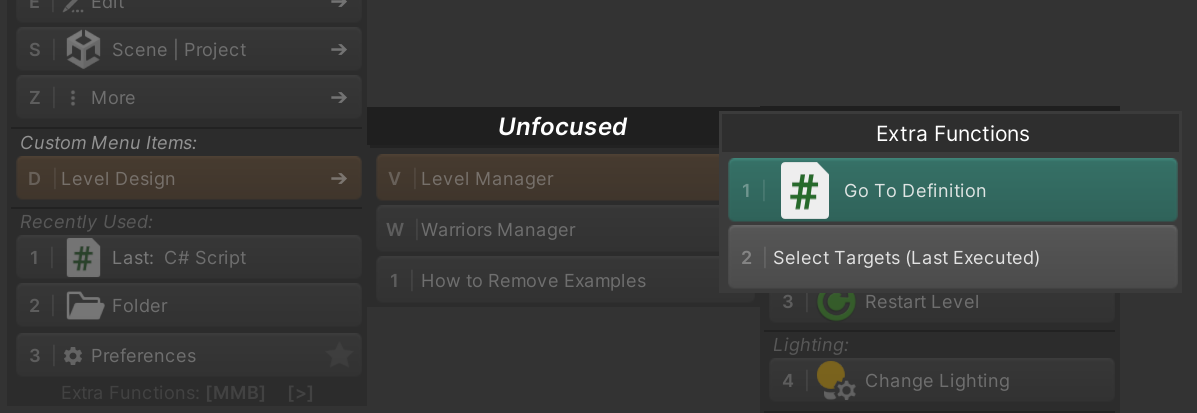 E Edit →
S Scene | Project →
Z More →
Custom Menu Items:
D Level Design →
Recently Used:
1 Last: C# Script
2 Folder
3 Preferences
Extra Functions: [MMB] [>]
Unfocused
V Level Manager
W Warriors Manager
1 How to Remove Examples
Extra Functions
1 # Go To Definition
2 Select Targets (Last Executed)
3 Restart Level
Lighting:
4 Change Lighting